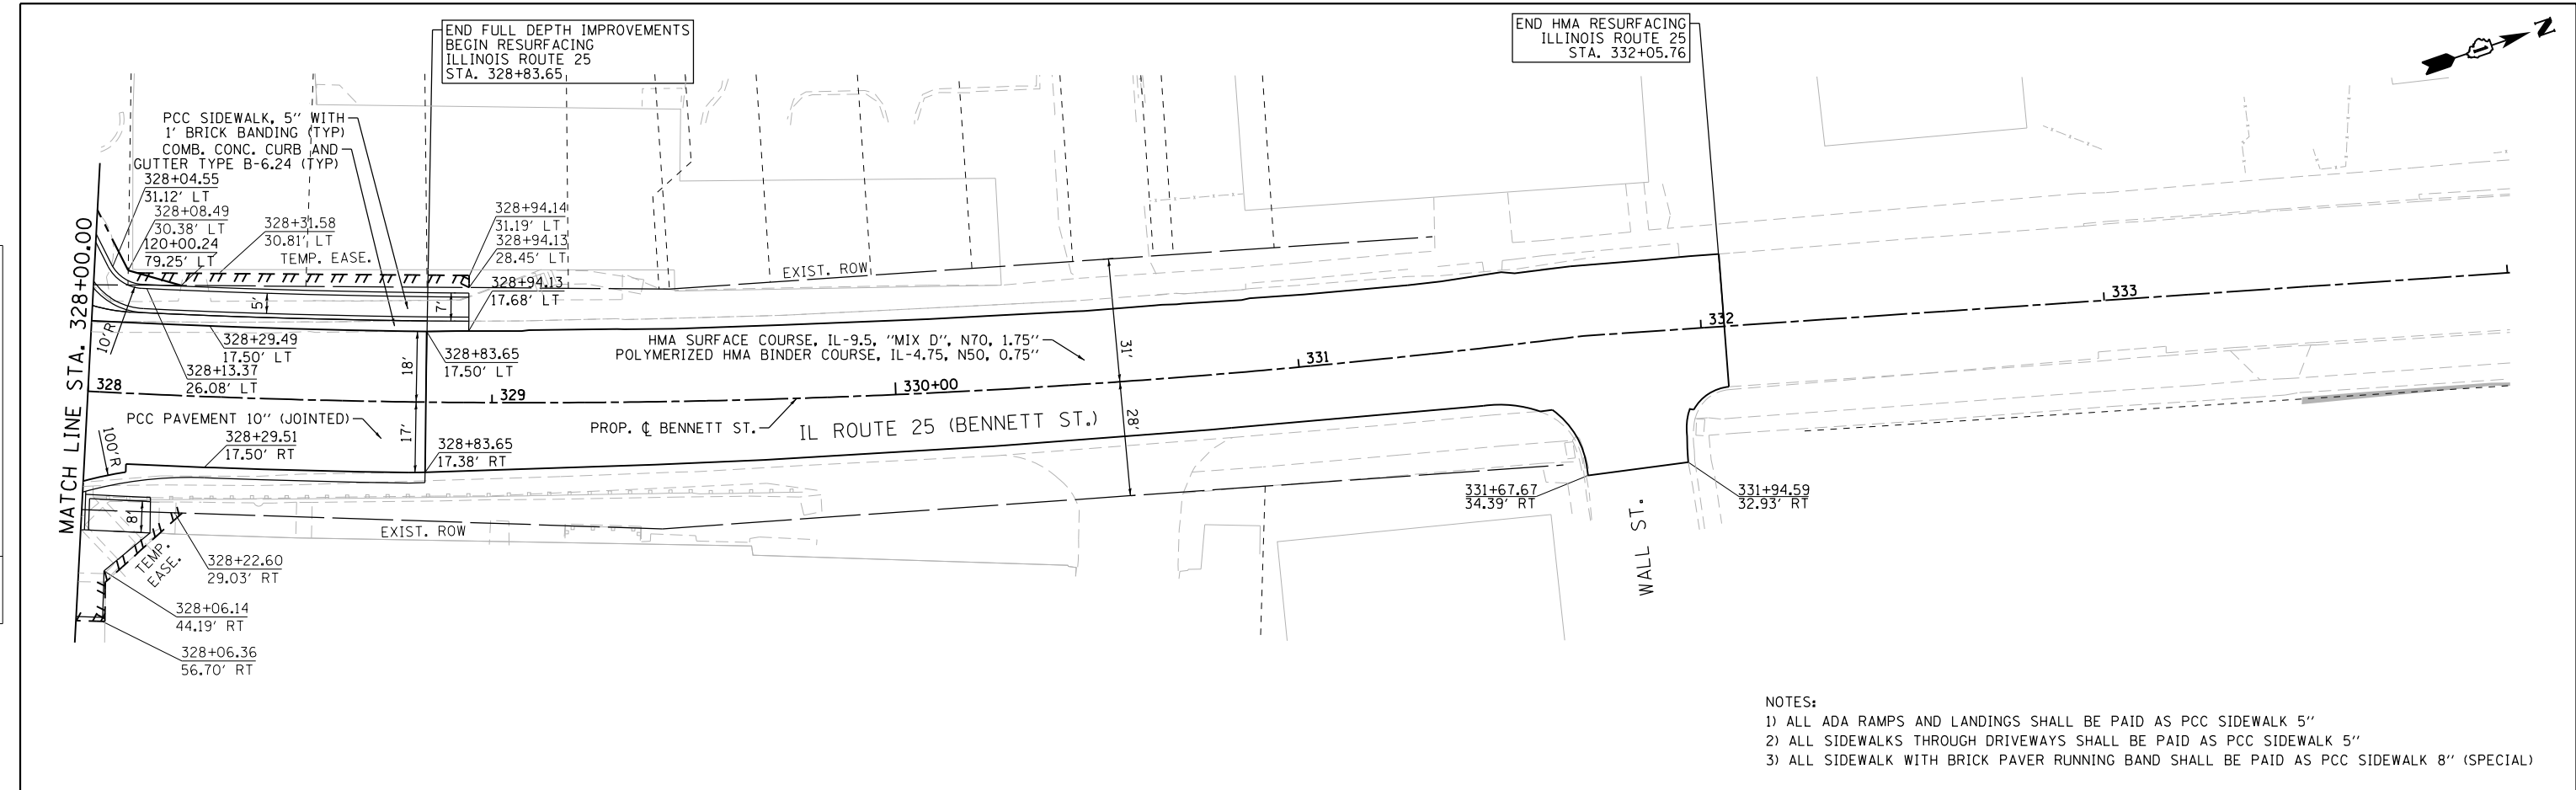 END FULL DEPTH IMPROVEMENTS
BEGIN RESURFACING
ILLINOIS ROUTE 25
STA. 328+83.65
END HMA RESURFACING
ILLINOIS ROUTE 25
STA. 332+05.76
N
PCC SIDEWALK, 5" WITH
1' BRICK BANDING (TYP)
COMB. CONC. CURB AND
GUTTER TYPE B-6.24 (TYP)
328+04.55
31.12' LT
328+08.49
30.38' LT
120+00.24
79.25' LT
328+31.58
30.81' LT
TEMP. EASE.
328+94.14
31.19' LT
328+94.13
28.45' LT
328+94.13
17.68' LT
EXIST. ROW
MATCH LINE STA. 328+00.00
10'R
5'
7'
328+29.49
17.50' LT
328+13.37
26.08' LT
18'
328+83.65
17.50' LT
HMA SURFACE COURSE, IL-9.5, "MIX D", N70, 1.75"
POLYMERIZED HMA BINDER COURSE, IL-4.75, N50, 0.75"
31'
328
329
330+00
331
332
333
PCC PAVEMENT 10" (JOINTED)
100'R
328+29.51
17.50' RT
17'
328+83.65
17.38' RT
PROP. ℄ BENNETT ST.
IL ROUTE 25 (BENNETT ST.)
28'
8'
TEMP.
EASE.
EXIST. ROW
328+22.60
29.03' RT
328+06.14
44.19' RT
328+06.36
56.70' RT
331+67.67
34.39' RT
WALL ST.
331+94.59
32.93' RT
NOTES:
1) ALL ADA RAMPS AND LANDINGS SHALL BE PAID AS PCC SIDEWALK 5"
2) ALL SIDEWALKS THROUGH DRIVEWAYS SHALL BE PAID AS PCC SIDEWALK 5"
3) ALL SIDEWALK WITH BRICK PAVER RUNNING BAND SHALL BE PAID AS PCC SIDEWALK 8" (SPECIAL)